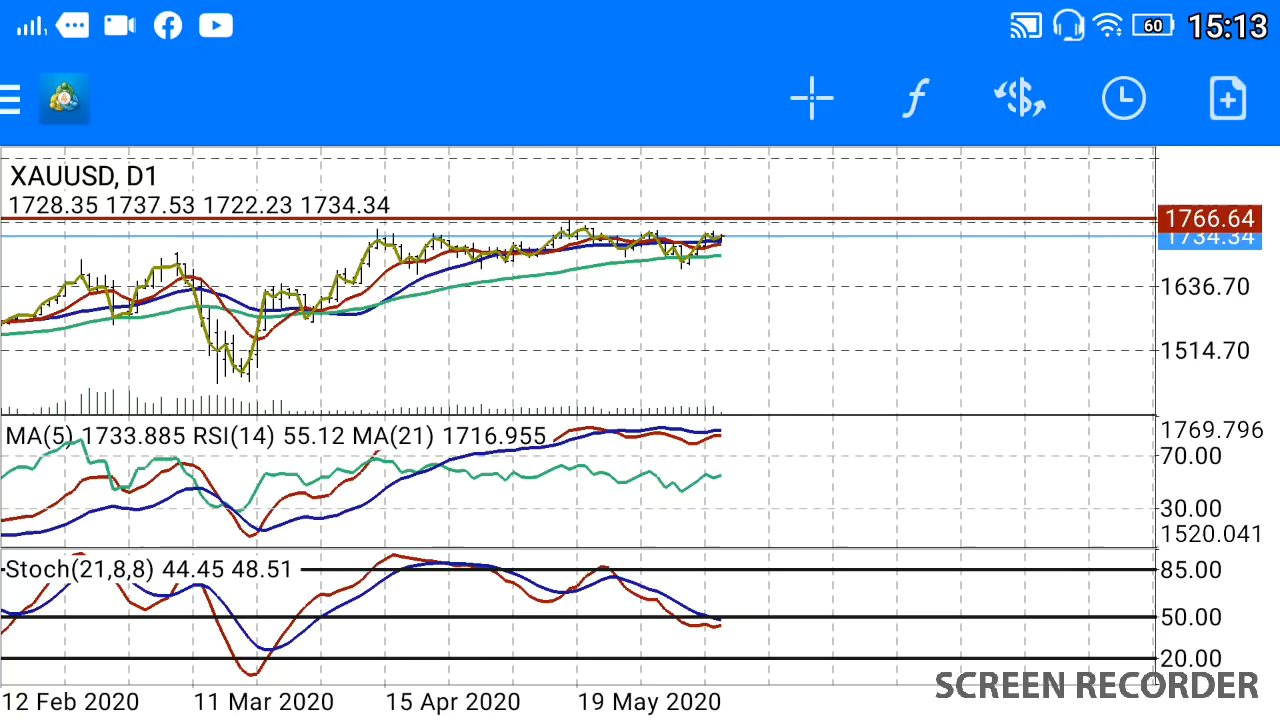 60 15:13
f
XAUUSD, D1
1728.35 1737.53 1722.23 1734.34
1766.64
1734.34
1636.70
1514.70
MA(5) 1733.885 RSI(14) 55.12 MA(21) 1716.955
1769.796
70.00
30.00
1520.041
Stoch(21,8,8) 44.45 48.51
85.00
50.00
20.00
12 Feb 2020 11 Mar 2020 15 Apr 2020 19 May 2020
SCREEN RECORDER